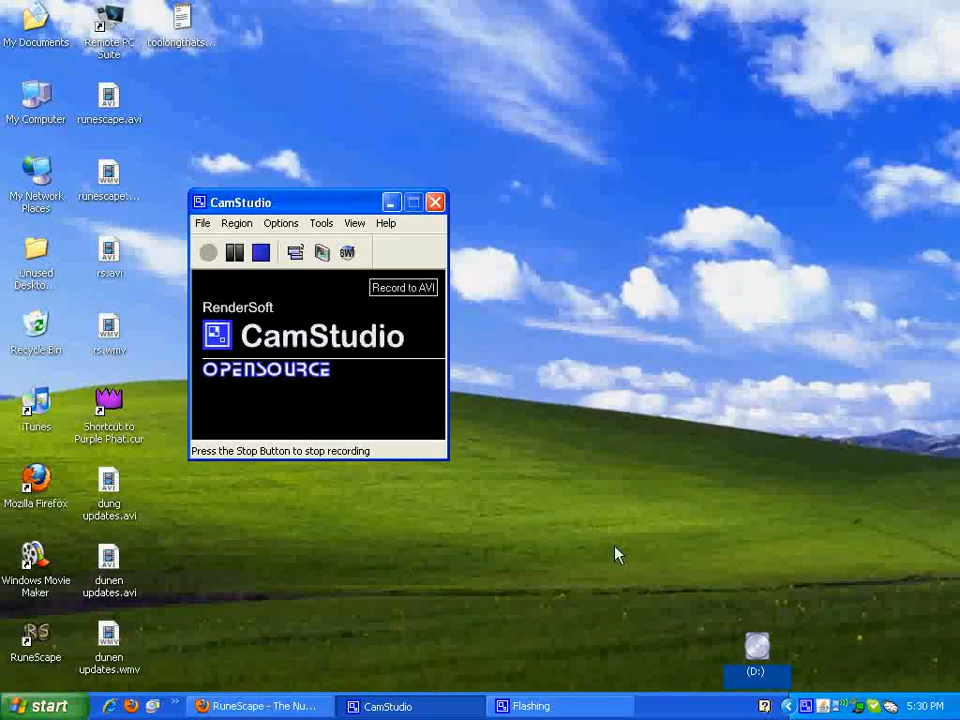 My Documents
Remote PC
Suite
toolongthats...
My Computer
runescape.avi
My Network
Places
runescape....
Unused
Deskto...
rs.avi
Recycle Bin
rs.wmv
iTunes
Shortcut to
Purple Phat.cur
Mozilla Firefox
dung
updates.avi
Windows Movie
Maker
dunen
updates.avi
RuneScape
dunen
updates.wmv
CamStudio
File Region Options Tools View Help
SWF
Record to AVI
RenderSoft
CamStudio
OPENSOURCE
Press the Stop Button to stop recording
(D:)
start
RuneScape - The Nu...
CamStudio
Flashing
5:30 PM